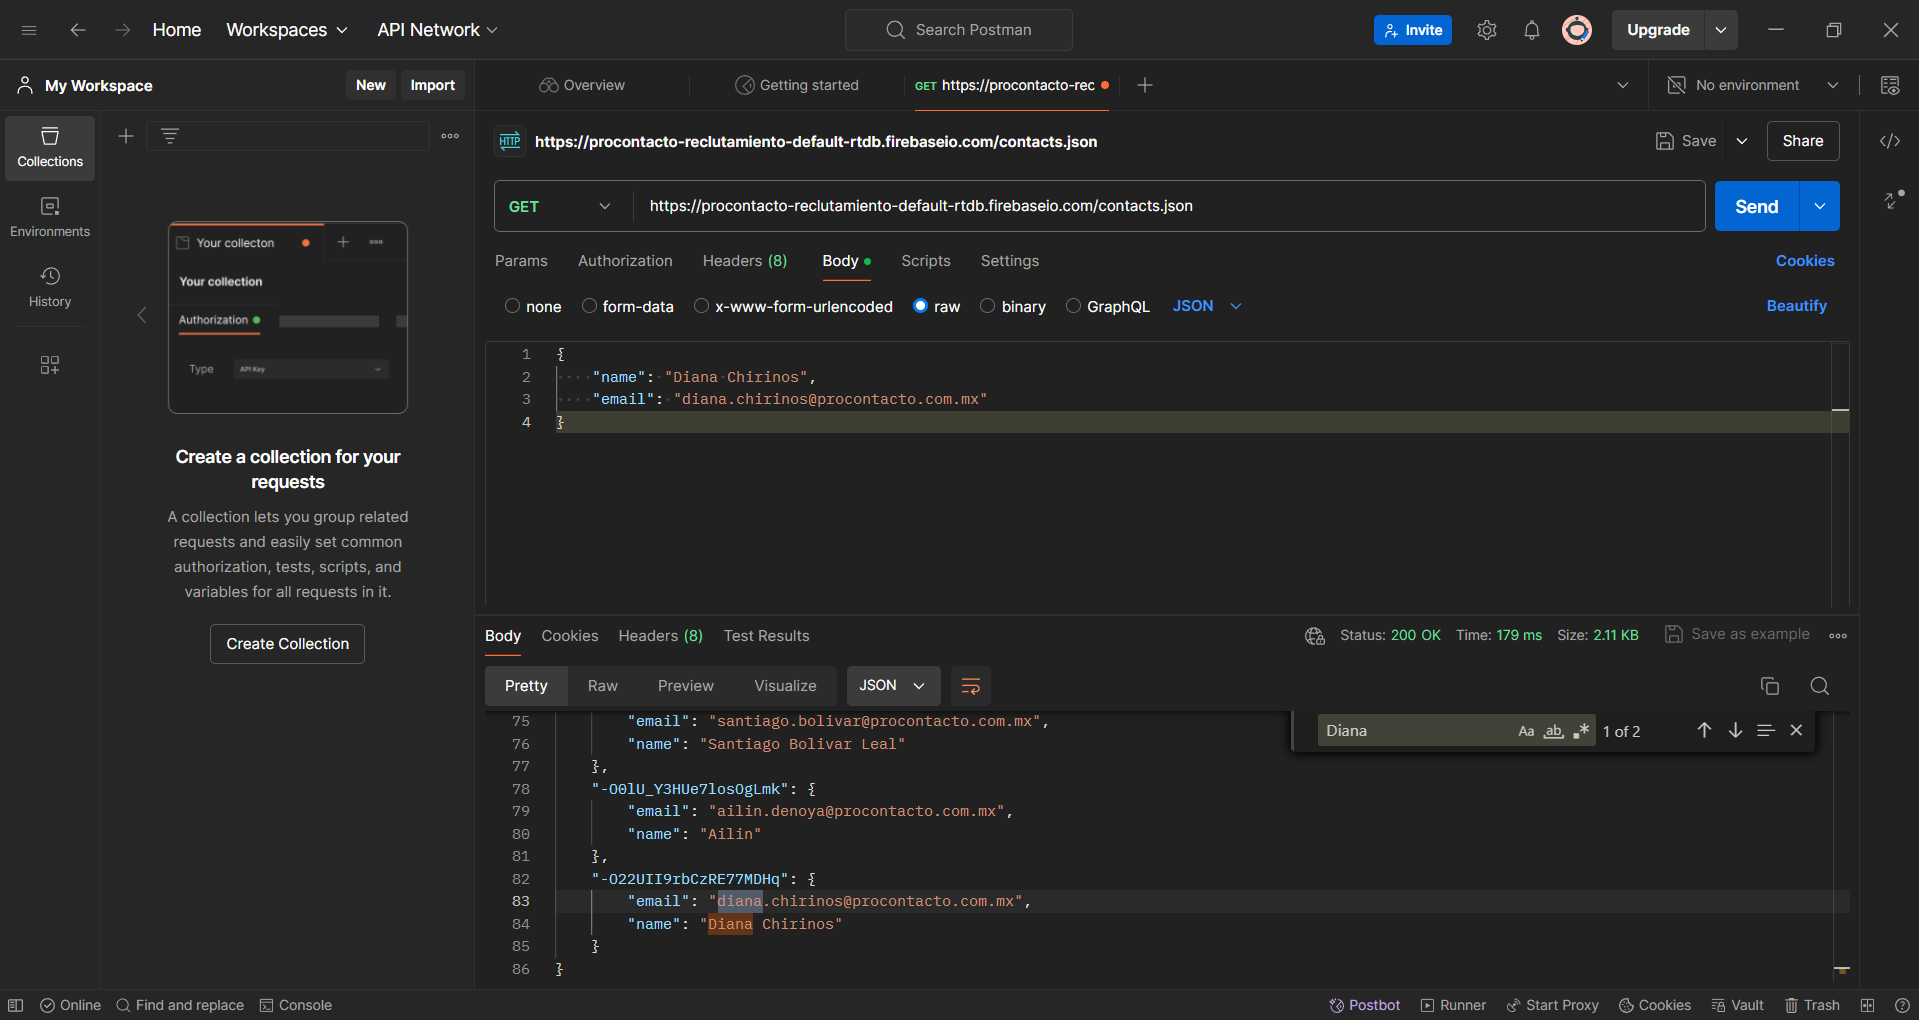 Home
Workspaces
API Network
Search Postman
Invite
Upgrade
My Workspace
New
Import
Overview
Getting started
GET https://procontacto-rec
No environment
Collections
Environments
History
Your collecton
Your collection
Authorization
Type
API Key
Create a collection for your
requests
A collection lets you group related
requests and easily set common
authorization, tests, scripts, and
variables for all requests in it.
Create Collection
HTTP
https://procontacto-reclutamiento-default-rtdb.firebaseio.com/contacts.json
Save
Share
GET
https://procontacto-reclutamiento-default-rtdb.firebaseio.com/contacts.json
Send
Params
Authorization
Headers (8)
Body
Scripts
Settings
Cookies
none
form-data
x-www-form-urlencoded
raw
binary
GraphQL
JSON
Beautify
1 {
2 "name": "Diana Chirinos",
3 "email": "diana.chirinos@procontacto.com.mx"
4 }
Body
Cookies
Headers (8)
Test Results
Status: 200 OK
Time: 179 ms
Size: 2.11 KB
Save as example
Pretty
Raw
Preview
Visualize
JSON
Diana
Aa
ab
1 of 2
75 "email": "santiago.bolivar@procontacto.com.mx",
76 "name": "Santiago Bolivar Leal"
77 },
78 "-O0lU_Y3HUe7losOgLmk": {
79 "email": "ailin.denoya@procontacto.com.mx",
80 "name": "Ailin"
81 },
82 "-O22UII9rbCzRE77MDHq": {
83 "email": "diana.chirinos@procontacto.com.mx",
84 "name": "Diana Chirinos"
85 }
86 }
Online
Find and replace
Console
Postbot
Runner
Start Proxy
Cookies
Vault
Trash